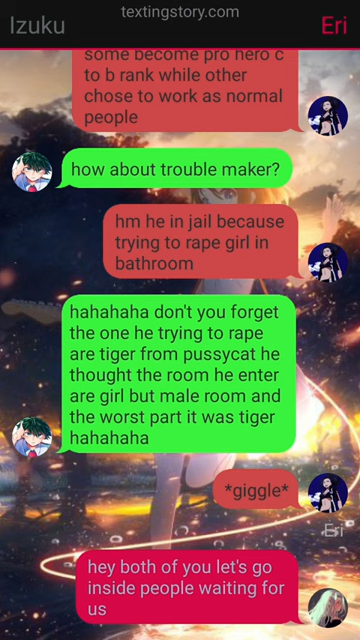 textingstory.com
Izuku
Eri
some become pro hero c
to b rank while other
chose to work as normal
people
how about trouble maker?
hm he in jail because
trying to rape girl in
bathroom
hahahaha don't you forget
the one he trying to rape
are tiger from pussycat he
thought the room he enter
are girl but male room and
the worst part it was tiger
hahahaha
*giggle*
Eri
hey both of you let's go
inside people waiting for
us